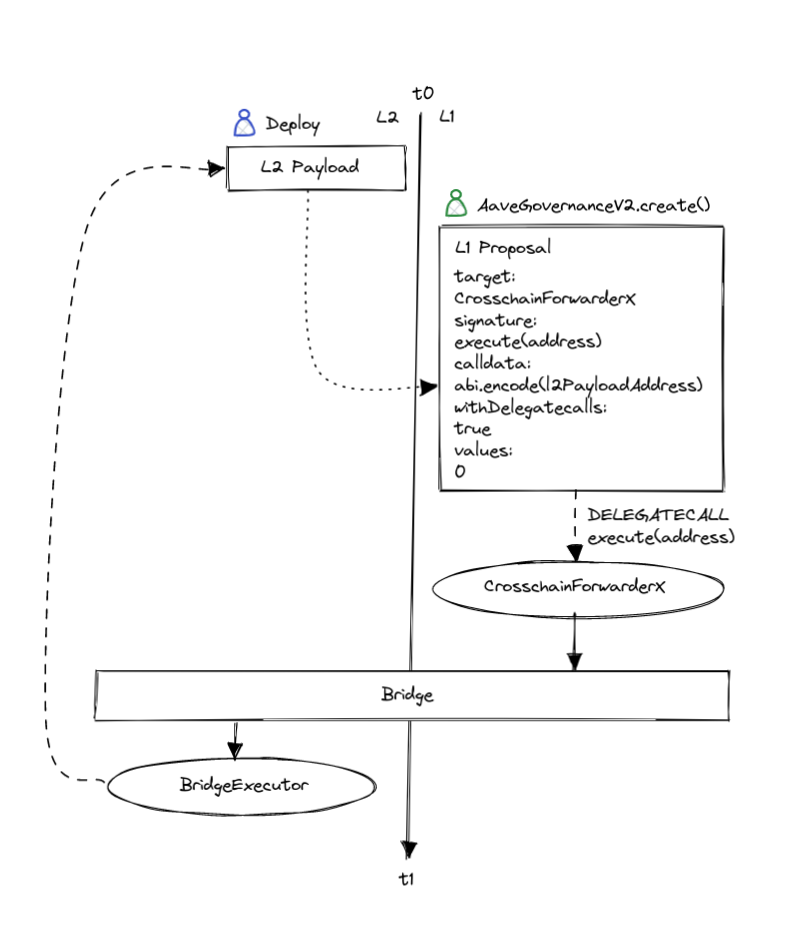 t0
L2
L1
Deploy
L2 Payload
AaveGovernanceV2.create()
L1 Proposal
target:
CrosschainForwarderX
signature:
execute(address)
calldata:
abi.encode(l2PayloadAddress)
withDelegatecalls:
true
values:
0
DELEGATECALL
execute(address)
CrosschainForwarderX
Bridge
BridgeExecutor
t1